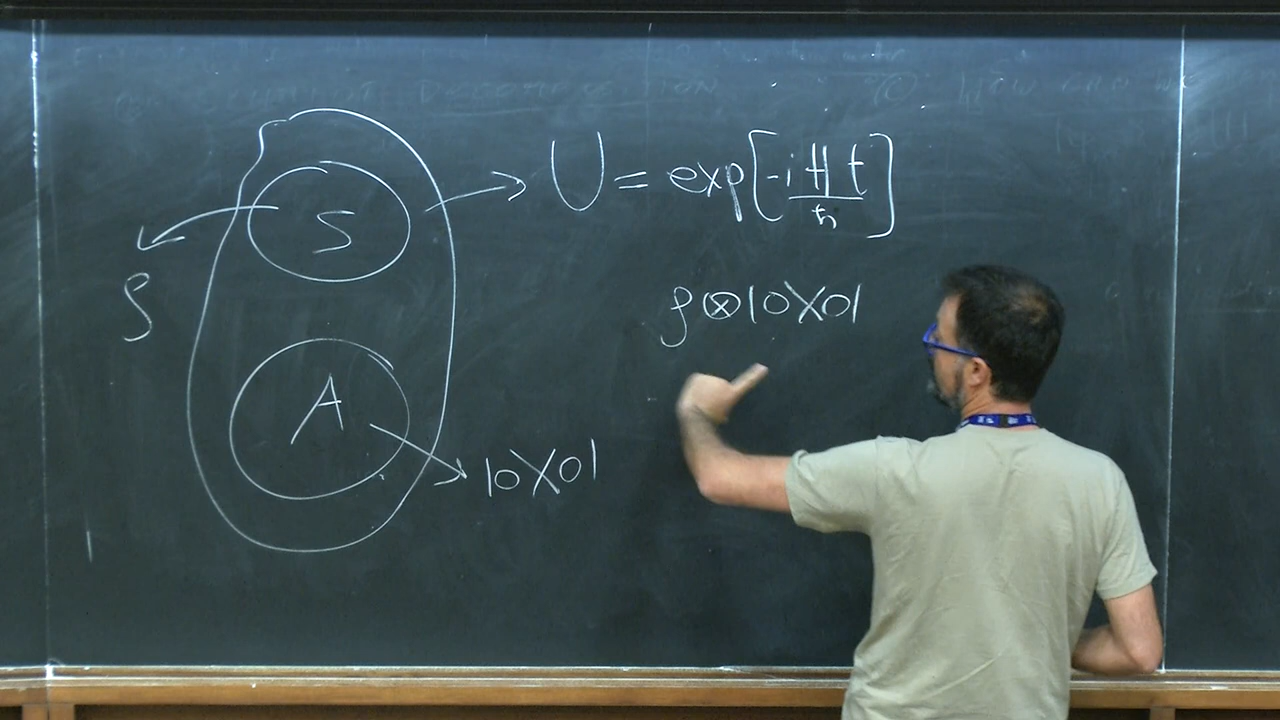 S
ρ
A
|0⟩⟨0|
U = exp[-iHt/ħ]
ρ⊗|0⟩⟨0|